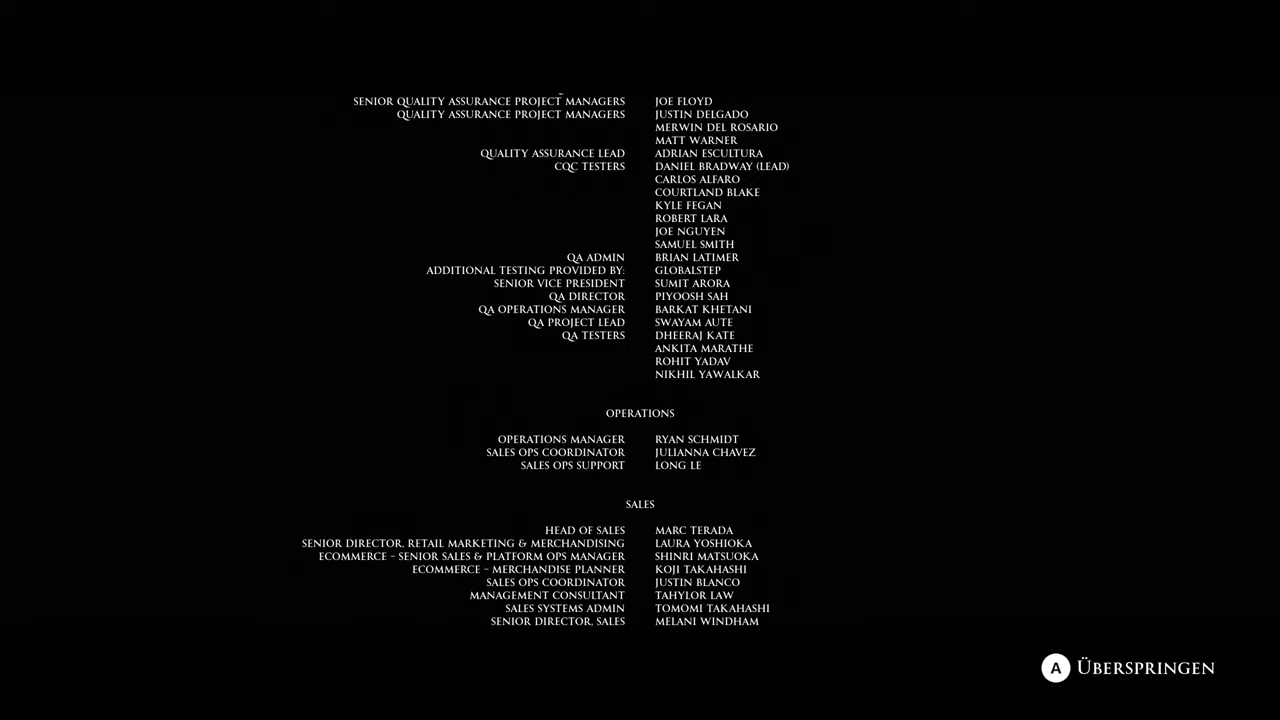 SENIOR QUALITY ASSURANCE PROJECT MANAGERS JOE FLOYD
QUALITY ASSURANCE PROJECT MANAGERS JUSTIN DELGADO
MERWIN DEL ROSARIO
MATT WARNER
QUALITY ASSURANCE LEAD ADRIAN ESCULTURA
CQC TESTERS DANIEL BRADWAY (LEAD)
CARLOS ALFARO
COURTLAND BLAKE
KYLE FEGAN
ROBERT LARA
JOE NGUYEN
SAMUEL SMITH
QA ADMIN BRIAN LATIMER
ADDITIONAL TESTING PROVIDED BY: GLOBALSTEP
SENIOR VICE PRESIDENT SUMIT ARORA
QA DIRECTOR PIYOOSH SAH
QA OPERATIONS MANAGER BARKAT KHETANI
QA PROJECT LEAD SWAYAM AUTE
QA TESTERS DHEERAJ KATE
ANKITA MARATHE
ROHIT YADAV
NIKHIL YAWALKAR
OPERATIONS
OPERATIONS MANAGER RYAN SCHMIDT
SALES OPS COORDINATOR JULIANNA CHAVEZ
SALES OPS SUPPORT LONG LE
SALES
HEAD OF SALES MARC TERADA
SENIOR DIRECTOR, RETAIL MARKETING & MERCHANDISING LAURA YOSHIOKA
ECOMMERCE - SENIOR SALES & PLATFORM OPS MANAGER SHINRI MATSUOKA
ECOMMERCE - MERCHANDISE PLANNER KOJI TAKAHASHI
SALES OPS COORDINATOR JUSTIN BLANCO
MANAGEMENT CONSULTANT TAHYLOR LAW
SALES SYSTEMS ADMIN TOMOMI TAKAHASHI
SENIOR DIRECTOR, SALES MELANI WINDHAM
A ÜBERSPRINGEN